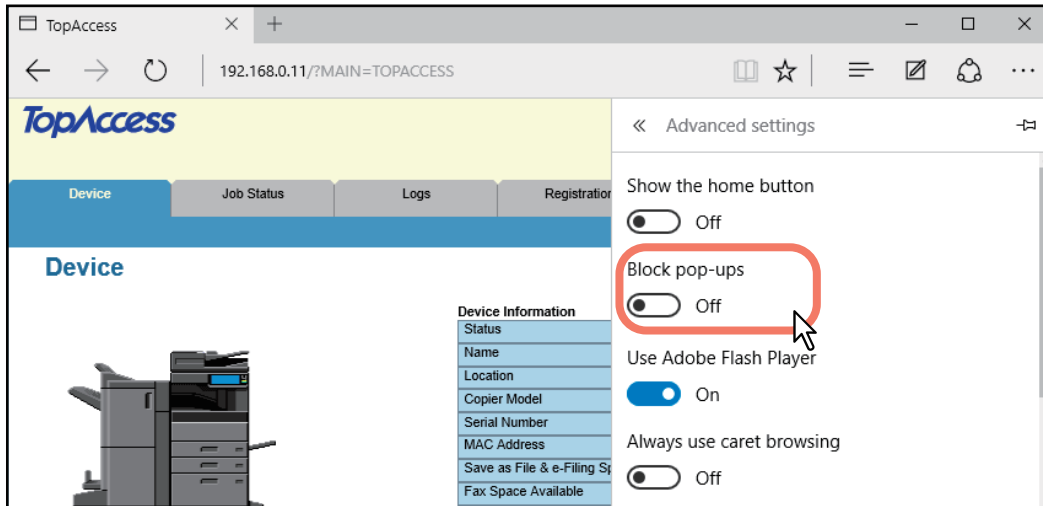 TopAccess
192.168.0.11/?MAIN=TOPACCESS
TopAccess
Advanced settings
Device
Job Status
Logs
Registration
Show the home button
Off
Block pop-ups
Off
Use Adobe Flash Player
On
Always use caret browsing
Off
Device
Device Information
Status
Name
Location
Copier Model
Serial Number
MAC Address
Save as File & e-Filing Sp
Fax Space Available